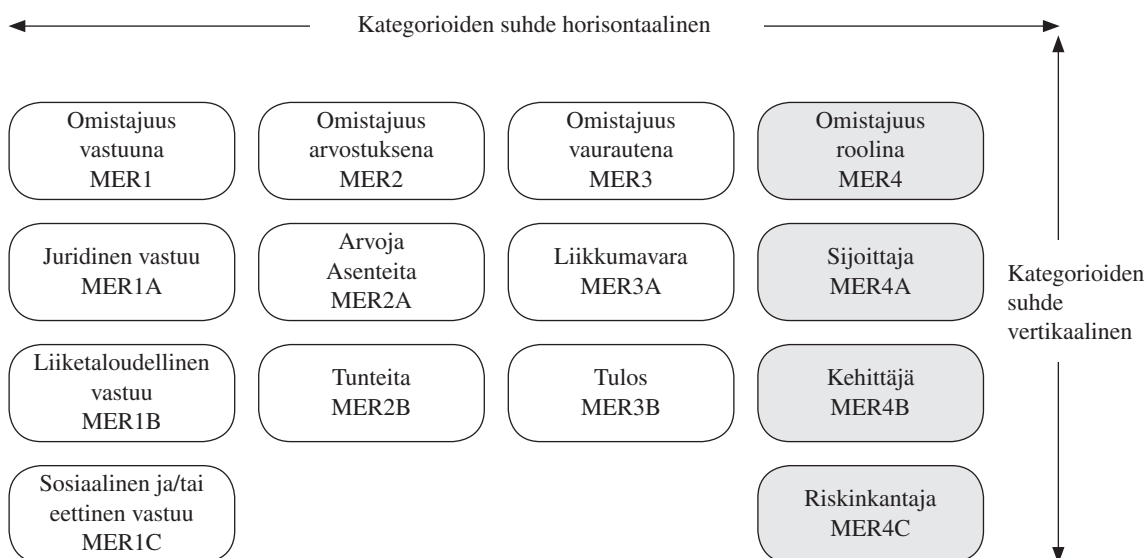 Kategorioiden suhde horisontaalinen
Omistajuus
vastuuna
MER1
Omistajuus
arvostuksena
MER2
Omistajuus
vaurautena
MER3
Omistajuus
roolina
MER4
Juridinen vastuu
MER1A
Arvoja
Asenteita
MER2A
Liikkumavara
MER3A
Sijoittaja
MER4A
Kategorioiden
suhde
vertikaalinen
Liiketaloudellinen
vastuu
MER1B
Tunteita
MER2B
Tulos
MER3B
Kehittäjä
MER4B
Sosiaalinen ja/tai
eettinen vastuu
MER1C
Riskinkantaja
MER4C